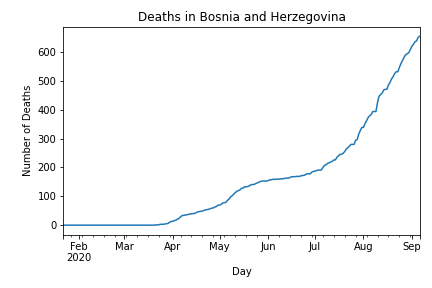 Deaths in Bosnia and Herzegovina
Number of Deaths
600
500
400
300
200
100
0
Feb Mar Apr May Jun Jul Aug Sep
2020
Day